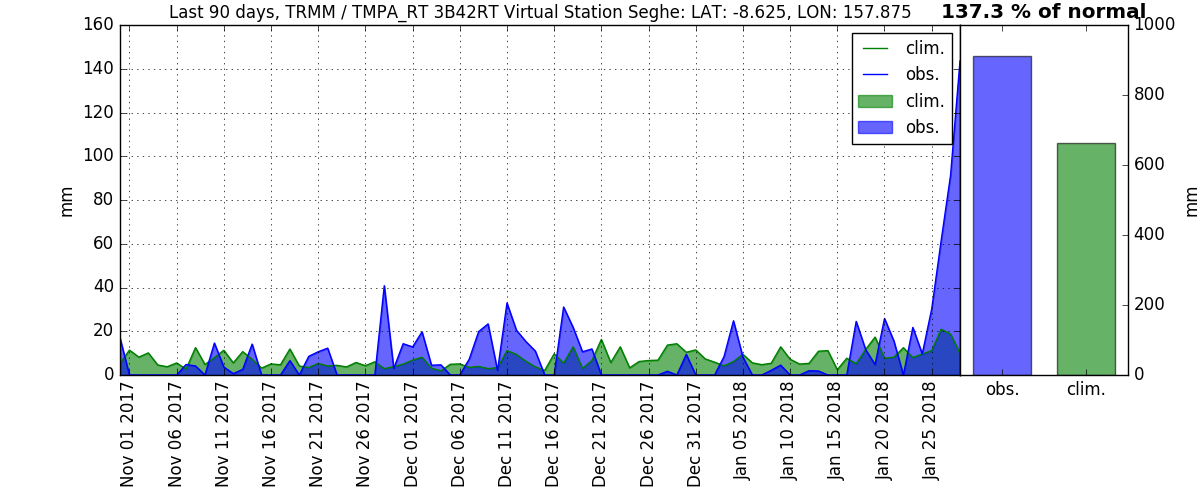 Last 90 days, TRMM / TMPA_RT 3B42RT Virtual Station Seghe: LAT: -8.625, LON: 157.875
137.3 % of normal
160
140
120
100
80
60
40
20
0
mm
clim.
obs.
clim.
obs.
Nov 01 2017
Nov 06 2017
Nov 11 2017
Nov 16 2017
Nov 21 2017
Nov 26 2017
Dec 01 2017
Dec 06 2017
Dec 11 2017
Dec 16 2017
Dec 21 2017
Dec 26 2017
Dec 31 2017
Jan 05 2018
Jan 10 2018
Jan 15 2018
Jan 20 2018
Jan 25 2018
1000
800
600
400
200
0
mm
obs.
clim.